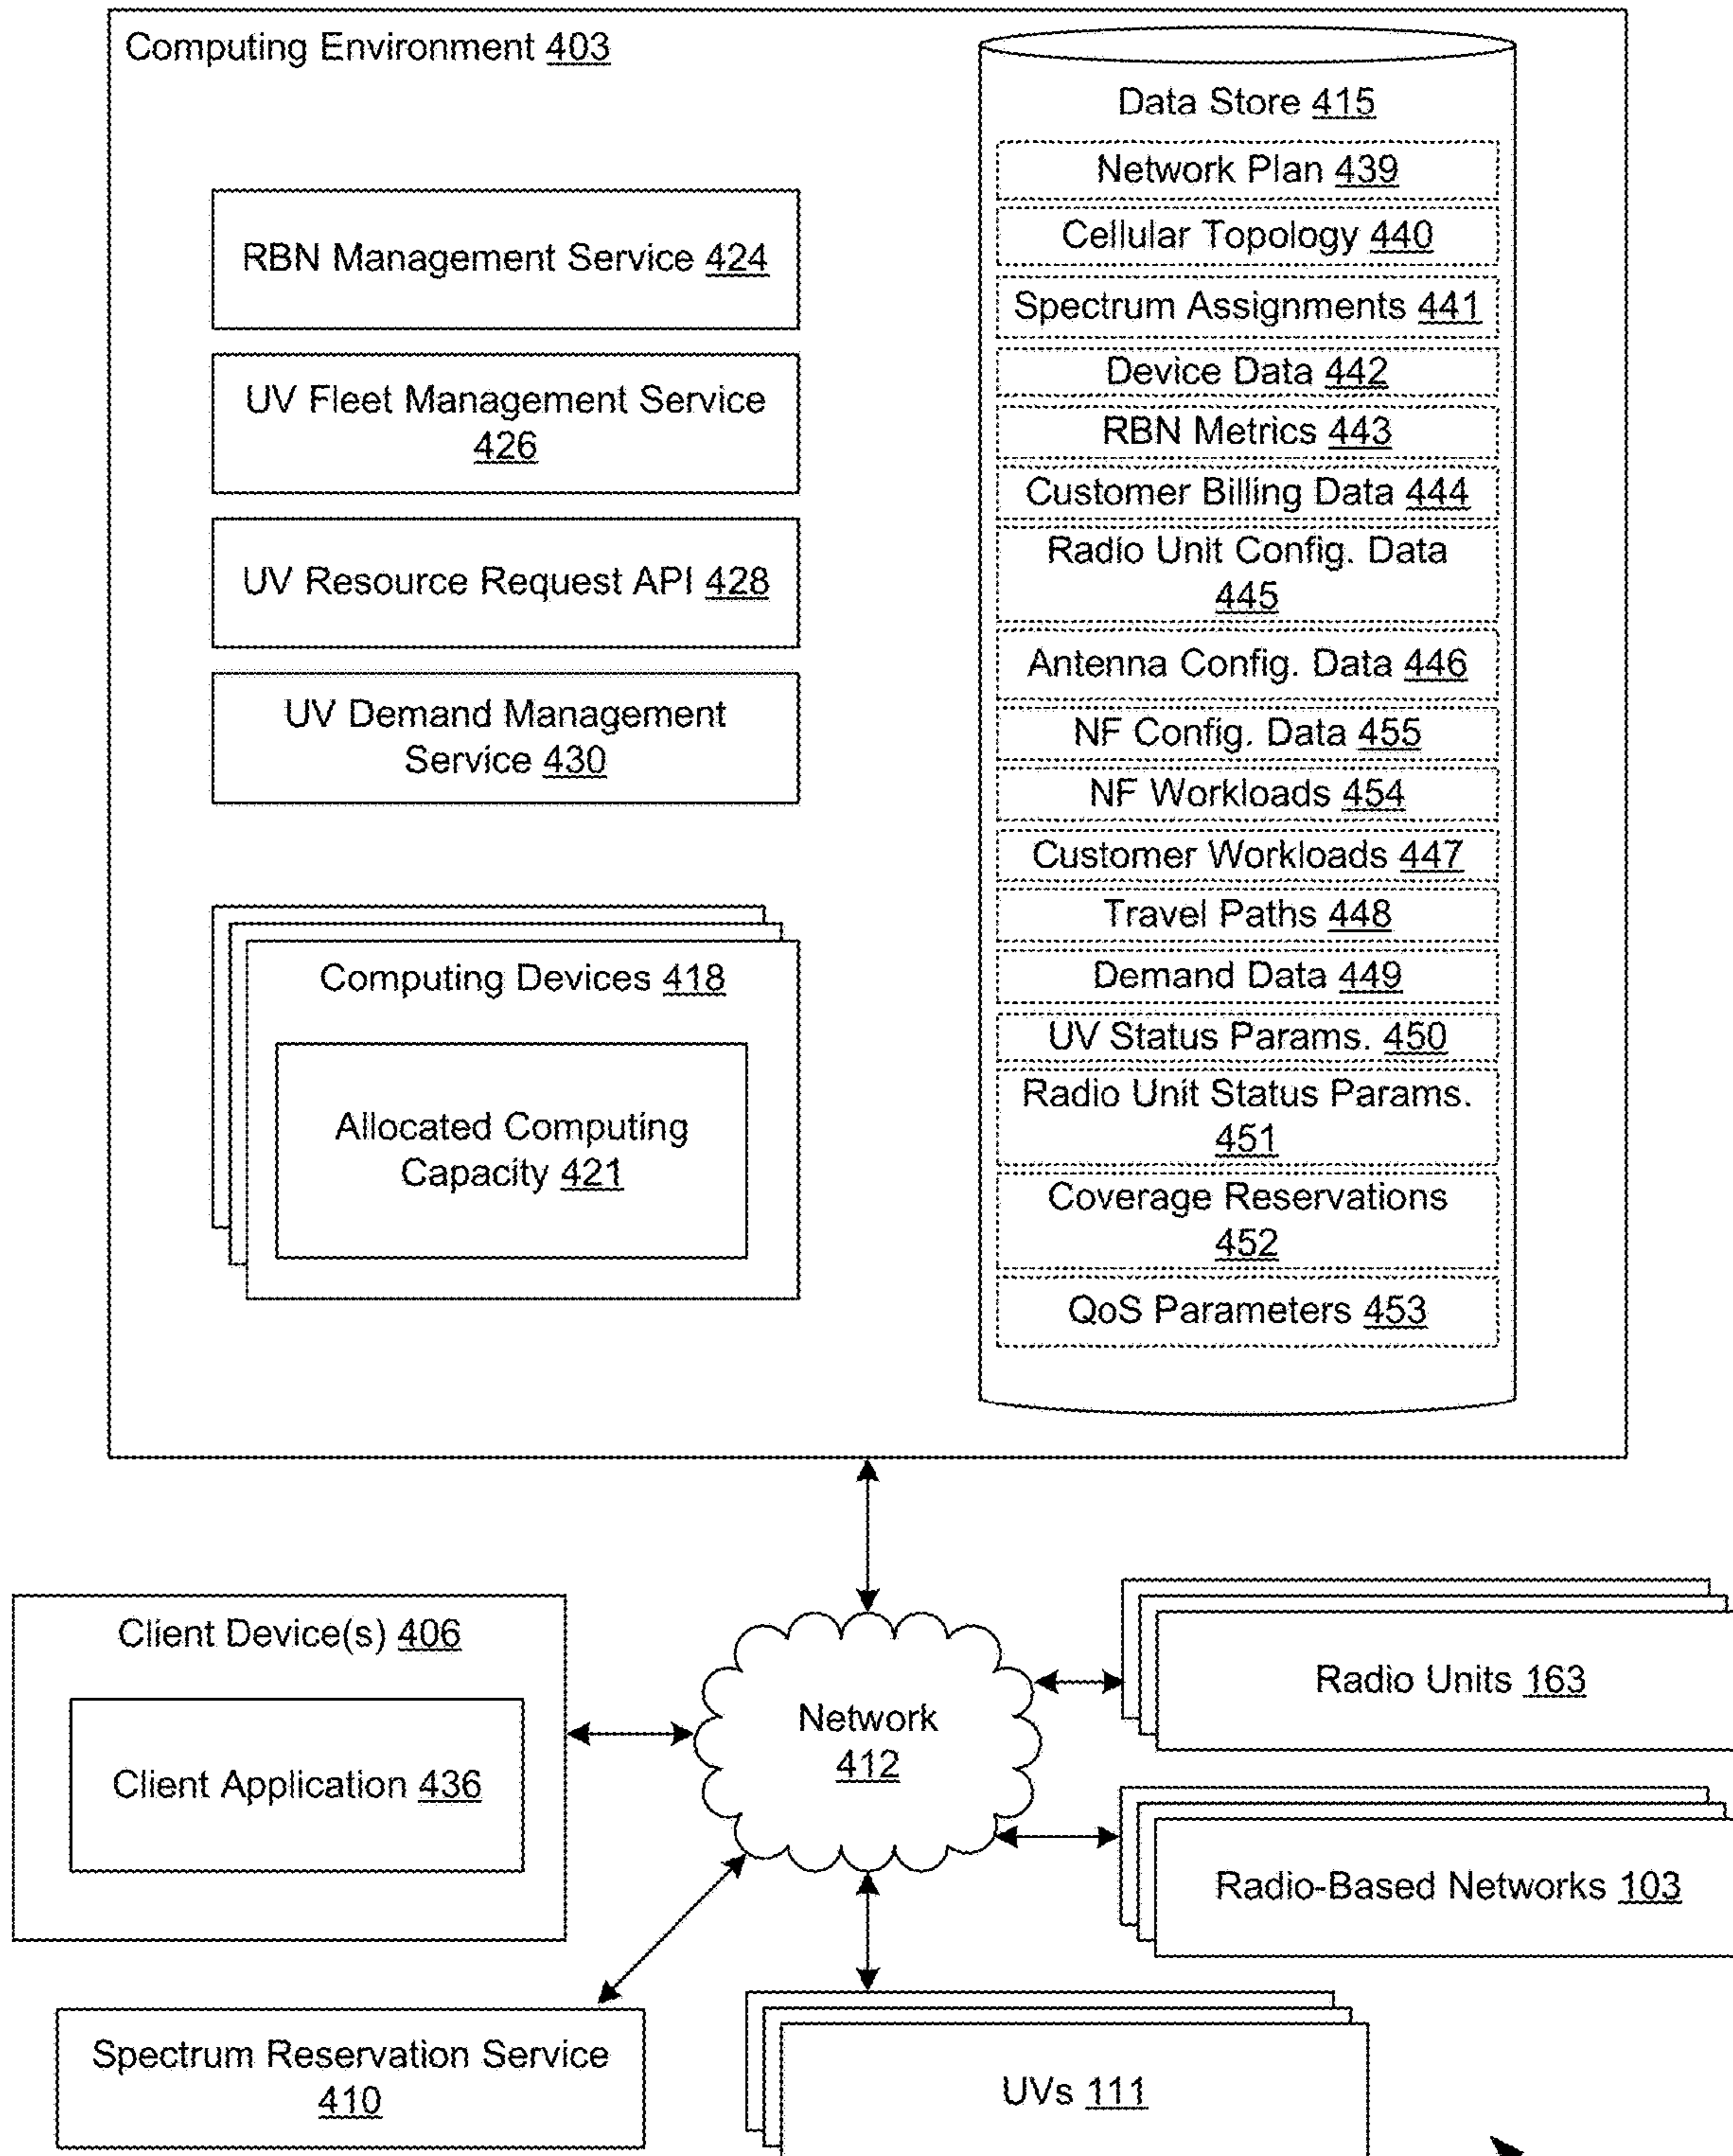 Computing Environment 403
RBN Management Service 424
UV Fleet Management Service
426
UV Resource Request API 428
UV Demand Management
Service 430
Computing Devices 418
Allocated Computing
Capacity 421
Data Store 415
Network Plan 439
Cellular Topology 440
Spectrum Assignments 441
Device Data 442
RBN Metrics 443
Customer Billing Data 444
Radio Unit Config. Data
445
Antenna Config. Data 446
NF Config. Data 455
NF Workloads 454
Customer Workloads 447
Travel Paths 448
Demand Data 449
UV Status Params. 450
Radio Unit Status Params.
451
Coverage Reservations
452
QoS Parameters 453
Client Device(s) 406
Client Application 436
Network
412
Radio Units 163
Radio-Based Networks 103
Spectrum Reservation Service
410
UVs 111